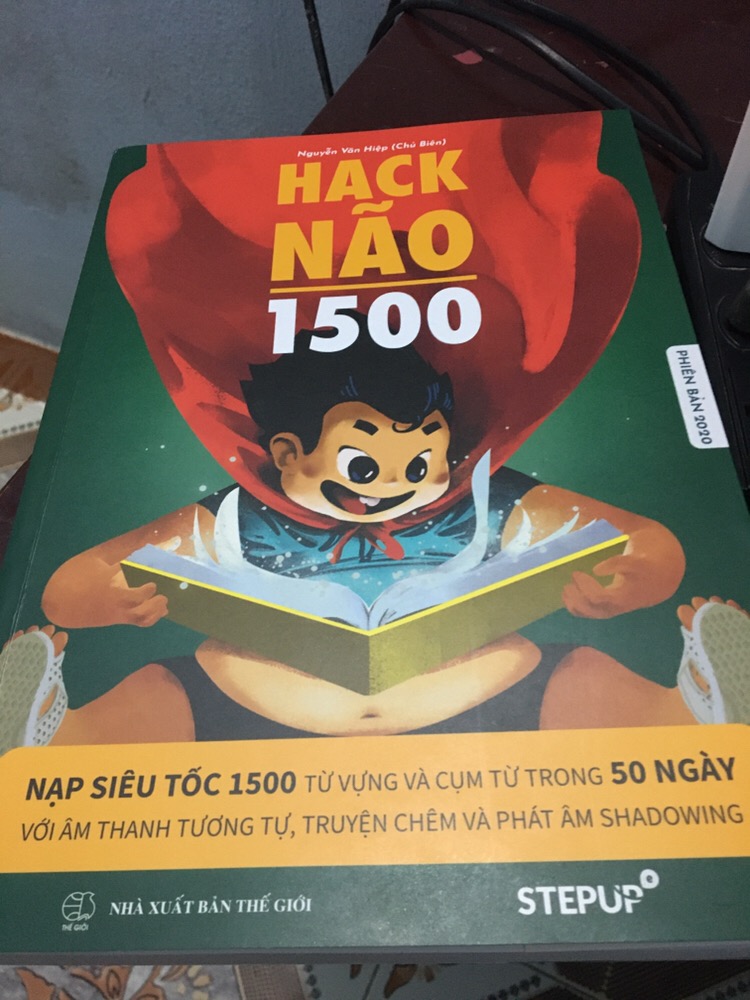 Nguyễn Văn Hiệp (Chủ Biên)
HACK
NÃO
1500
PHIÊN BẢN 2020
NẠP SIÊU TỐC 1500 TỪ VỰNG VÀ CỤM TỪ TRONG 50 NGÀY
VỚI ÂM THANH TƯƠNG TỰ, TRUYỆN CHÊM VÀ PHÁT ÂM SHADOWING
THẾ GIỚI
NHÀ XUẤT BẢN THẾ GIỚI
STEPUP e